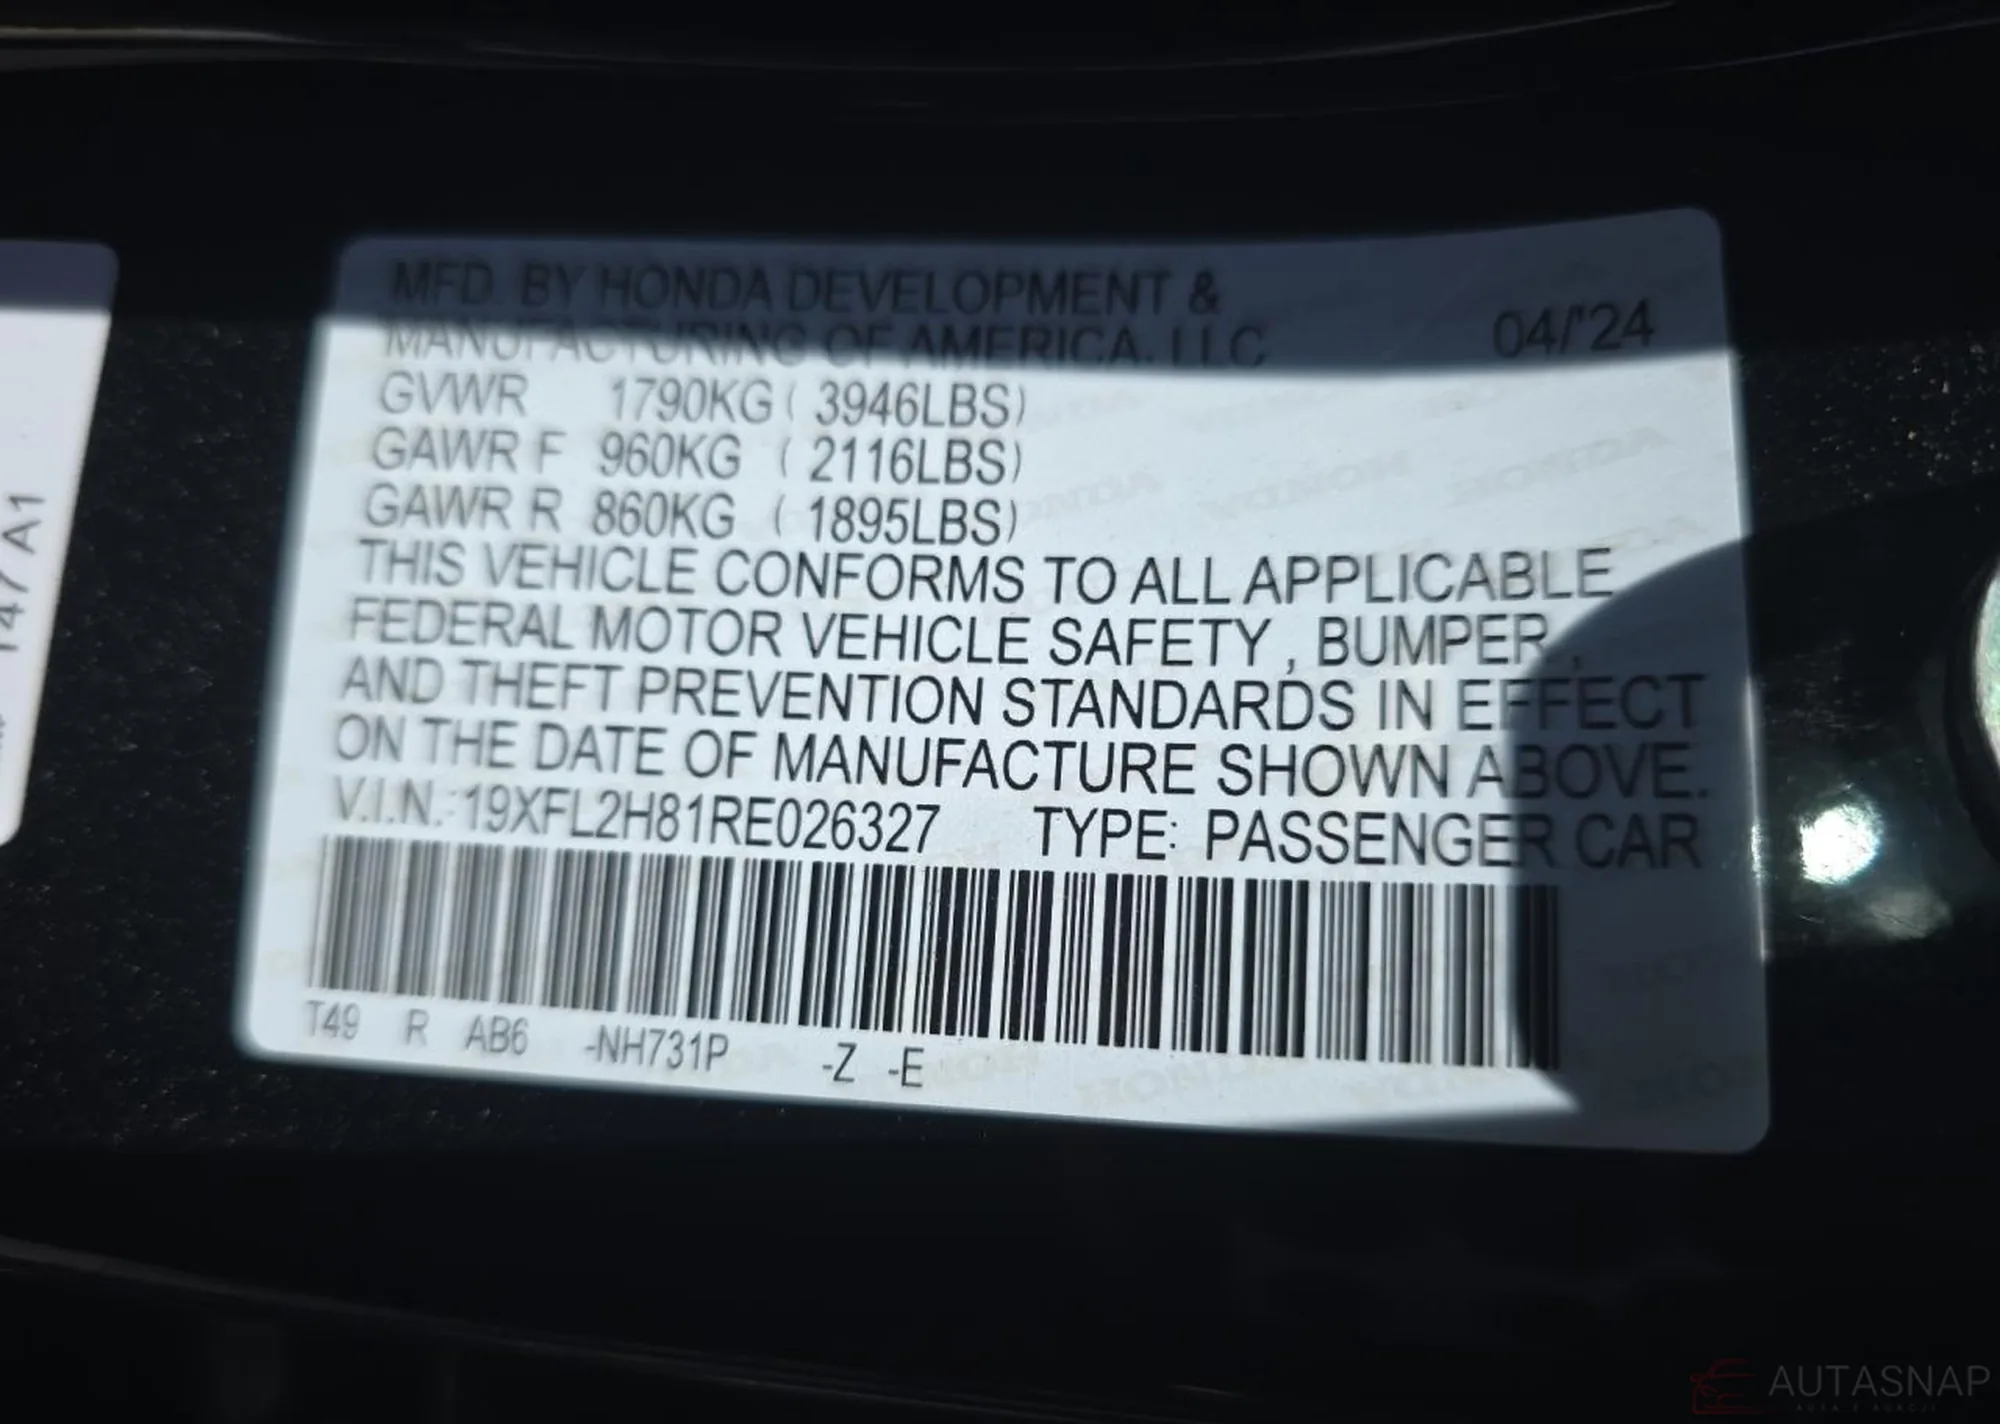 MFD. BY HONDA DEVELOPMENT &
MANUFACTURING OF AMERICA, LLC
04/'24
GVWR 1790KG ( 3946LBS)
GAWR F 960KG ( 2116LBS)
GAWR R 860KG ( 1895LBS)
THIS VEHICLE CONFORMS TO ALL APPLICABLE
FEDERAL MOTOR VEHICLE SAFETY , BUMPER ,
AND THEFT PREVENTION STANDARDS IN EFFECT
ON THE DATE OF MANUFACTURE SHOWN ABOVE.
V.I.N.: 19XFL2H81RE026327 TYPE: PASSENGER CAR
T49 R AB6 -NH731P -Z -E
AUTASNAP